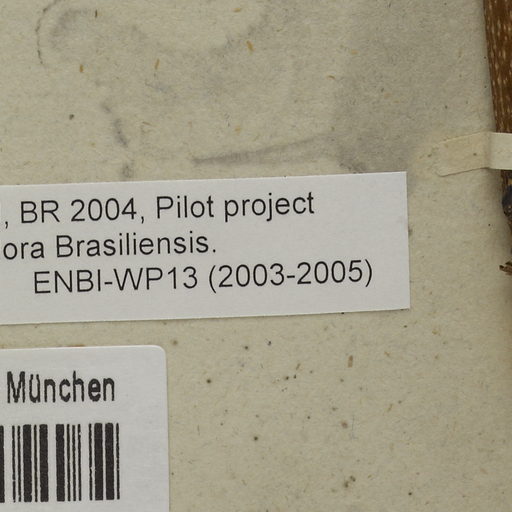 , BR 2004, Pilot project
ora Brasiliensis.
ENBI-WP13 (2003-2005)
München